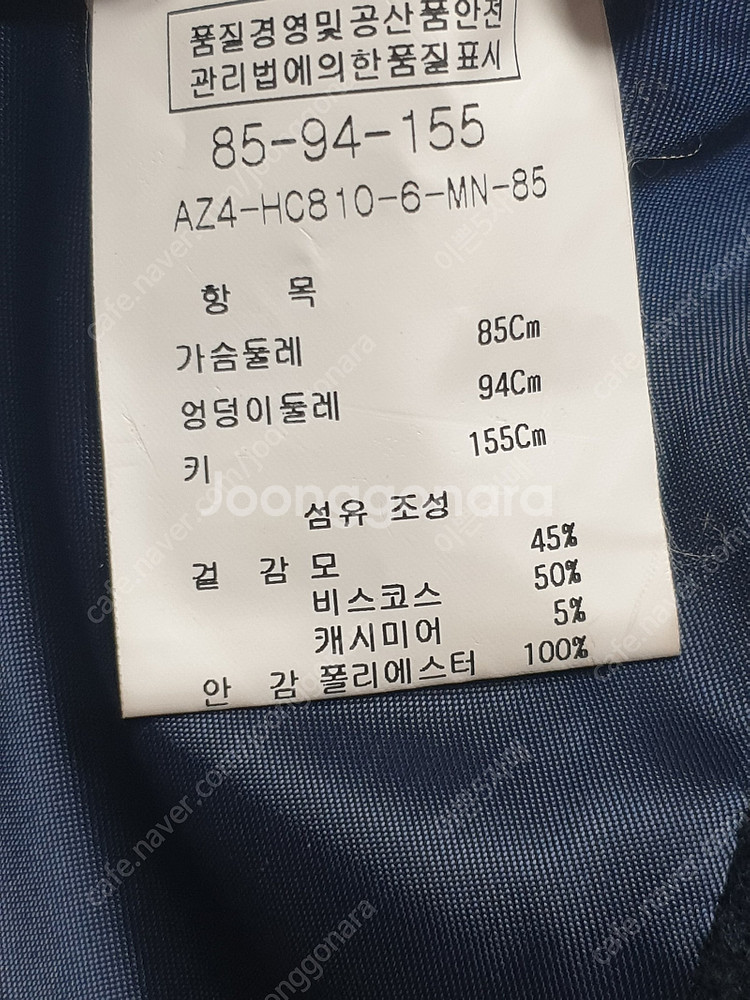 품질경영및공산품안전
관리법에의한품질표시
85-94-155
AZ4-HC810-6-MN-85
항 목
가슴둘레 85Cm
엉덩이둘레 94Cm
키 155Cm
Joonggonara
섬유 조성
겉 감 모 45%
비스코스 50%
캐시미어 5%
안 감 폴리에스터 100%